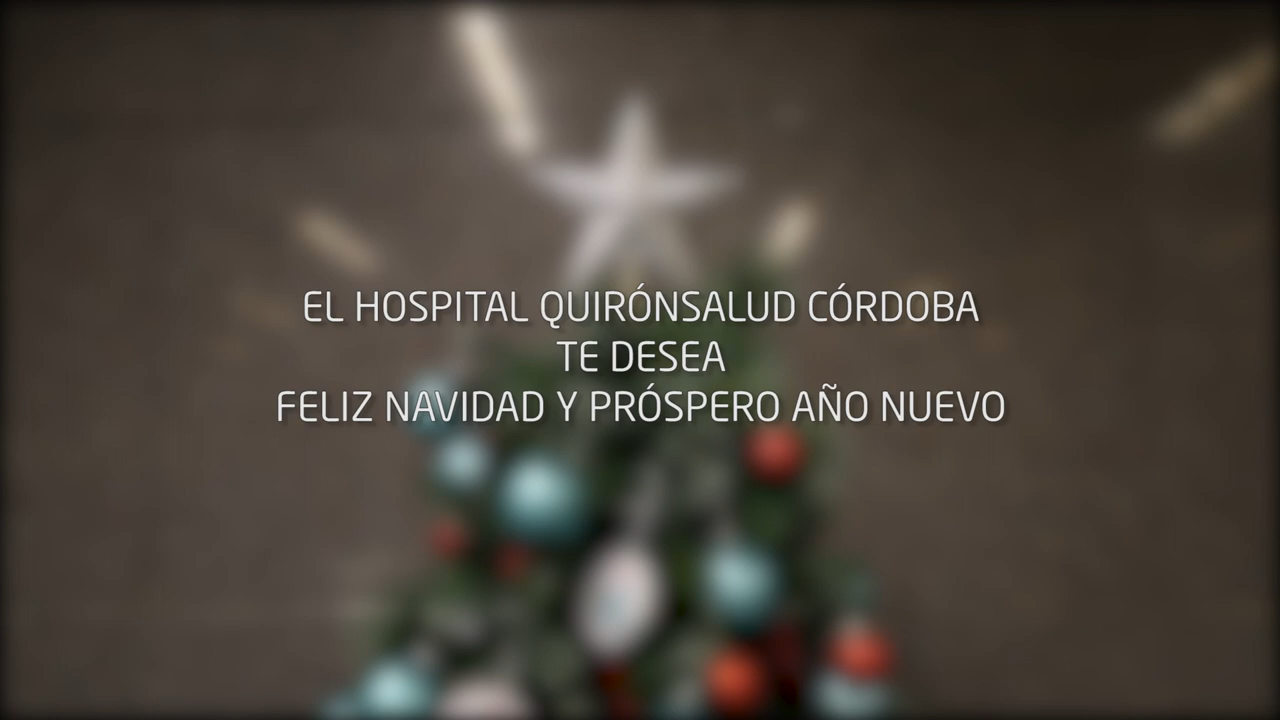 EL HOSPITAL QUIRÓNSALUD CÓRDOBA
TE DESEA
FELIZ NAVIDAD Y PRÓSPERO AÑO NUEVO